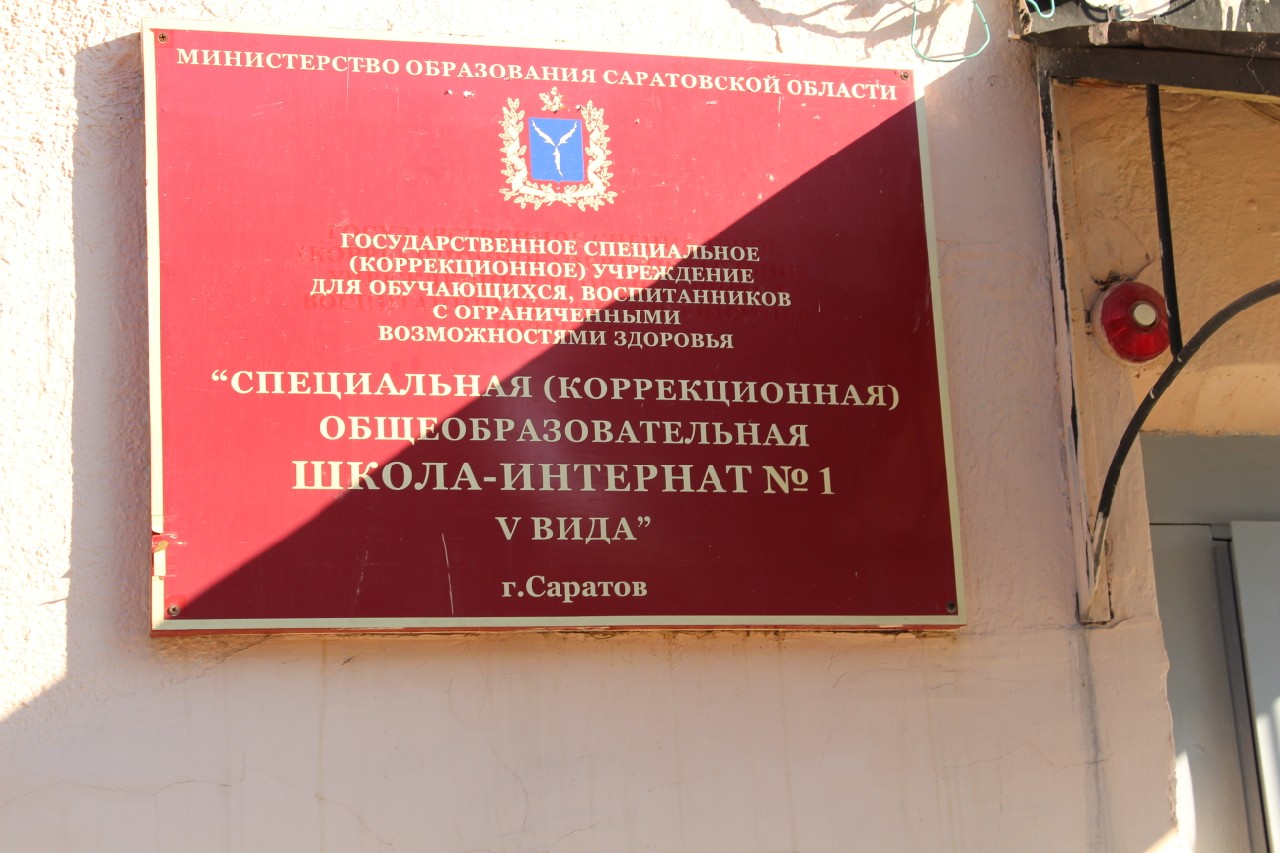 МИНИСТЕРСТВО ОБРАЗОВАНИЯ САРАТОВСКОЙ ОБЛАСТИ
ГОСУДАРСТВЕННОЕ СПЕЦИАЛЬНОЕ
(КОРРЕКЦИОННОЕ) УЧРЕЖДЕНИЕ
ДЛЯ ОБУЧАЮЩИХСЯ, ВОСПИТАННИКОВ
С ОГРАНИЧЕННЫМИ
ВОЗМОЖНОСТЯМИ ЗДОРОВЬЯ
“СПЕЦИАЛЬНАЯ (КОРРЕКЦИОННАЯ)
ОБЩЕОБРАЗОВАТЕЛЬНАЯ
ШКОЛА-ИНТЕРНАТ № 1
V ВИДА”
г.Саратов